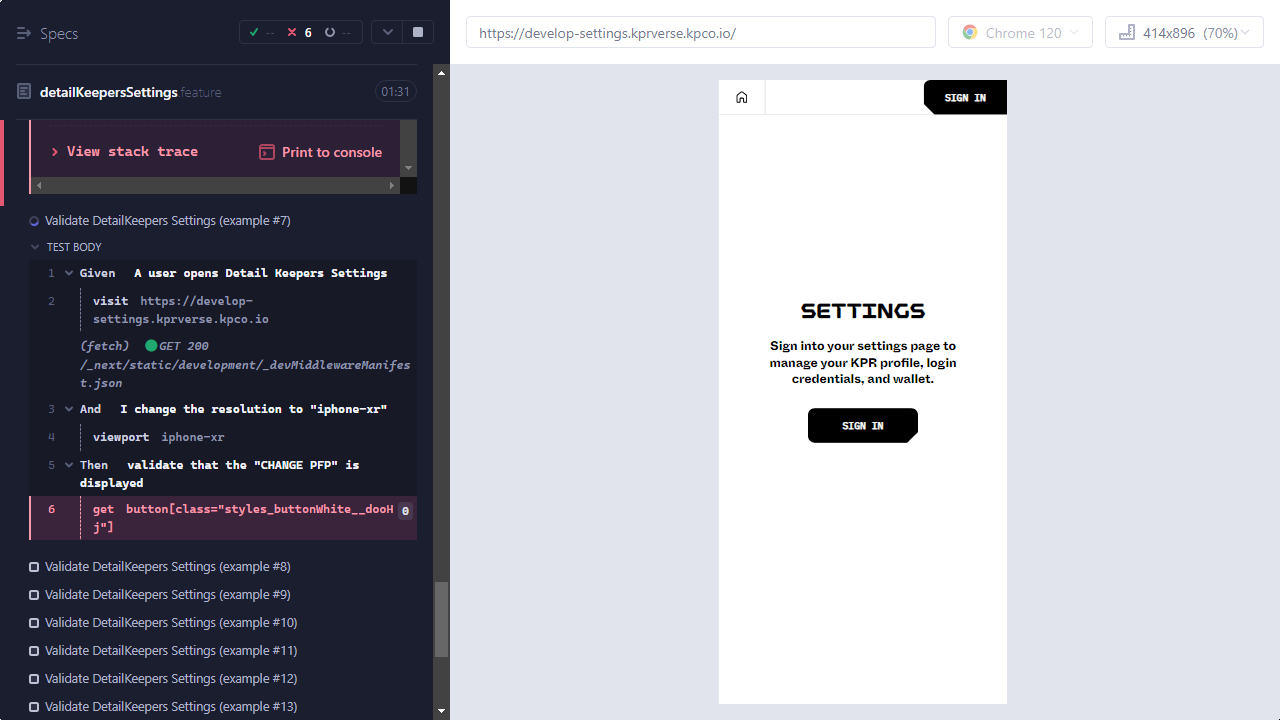 Specs
-- 6 --
detailKeepersSettings feature 01:31
View stack trace Print to console
Validate DetailKeepers Settings (example #7)
TEST BODY
1 Given A user opens Detail Keepers Settings
2 visit https://develop-
settings.kprverse.kpco.io
(fetch) GET 200
/_next/static/development/_devMiddlewareManifes
t.json
3 And I change the resolution to "iphone-xr"
4 viewport iphone-xr
5 Then validate that the "CHANGE PFP" is
displayed
6 get button[class="styles_buttonWhite__dooH 0
j"]
Validate DetailKeepers Settings (example #8)
Validate DetailKeepers Settings (example #9)
Validate DetailKeepers Settings (example #10)
Validate DetailKeepers Settings (example #11)
Validate DetailKeepers Settings (example #12)
Validate DetailKeepers Settings (example #13)
https://develop-settings.kprverse.kpco.io/
Chrome 120
414x896 (70%)
SIGN IN
SETTINGS
Sign into your settings page to
manage your KPR profile, login
credentials, and wallet.
SIGN IN